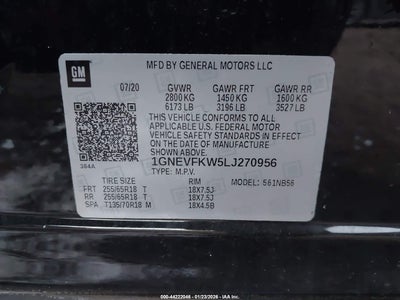 GM
MFD BY GENERAL MOTORS LLC
07/20 GVWR GAWR FRT GAWR RR
2800 KG 1450 KG 1600 KG
6173 LB 3196 LB 3527 LB
THIS VEHICLE CONFORMS TO ALL
APPLICABLE U.S. FEDERAL MOTOR
VEHICLE SAFETY STANDARDS IN EFFECT
ON THE DATE OF MANUFACTURE SHOWN ABOVE.
384A
1GNEVFKW5LJ270956
TYPE: M.P.V. MODEL: 561NB56
TIRE SIZE RIM
FRT 255/65R18 T 18X7.5J
RR 255/65R18 T 18X7.5J
SPA T135/70R18 M 18X4.5B
© No: 44222046 - 01/23/2026 - IAA Inc.